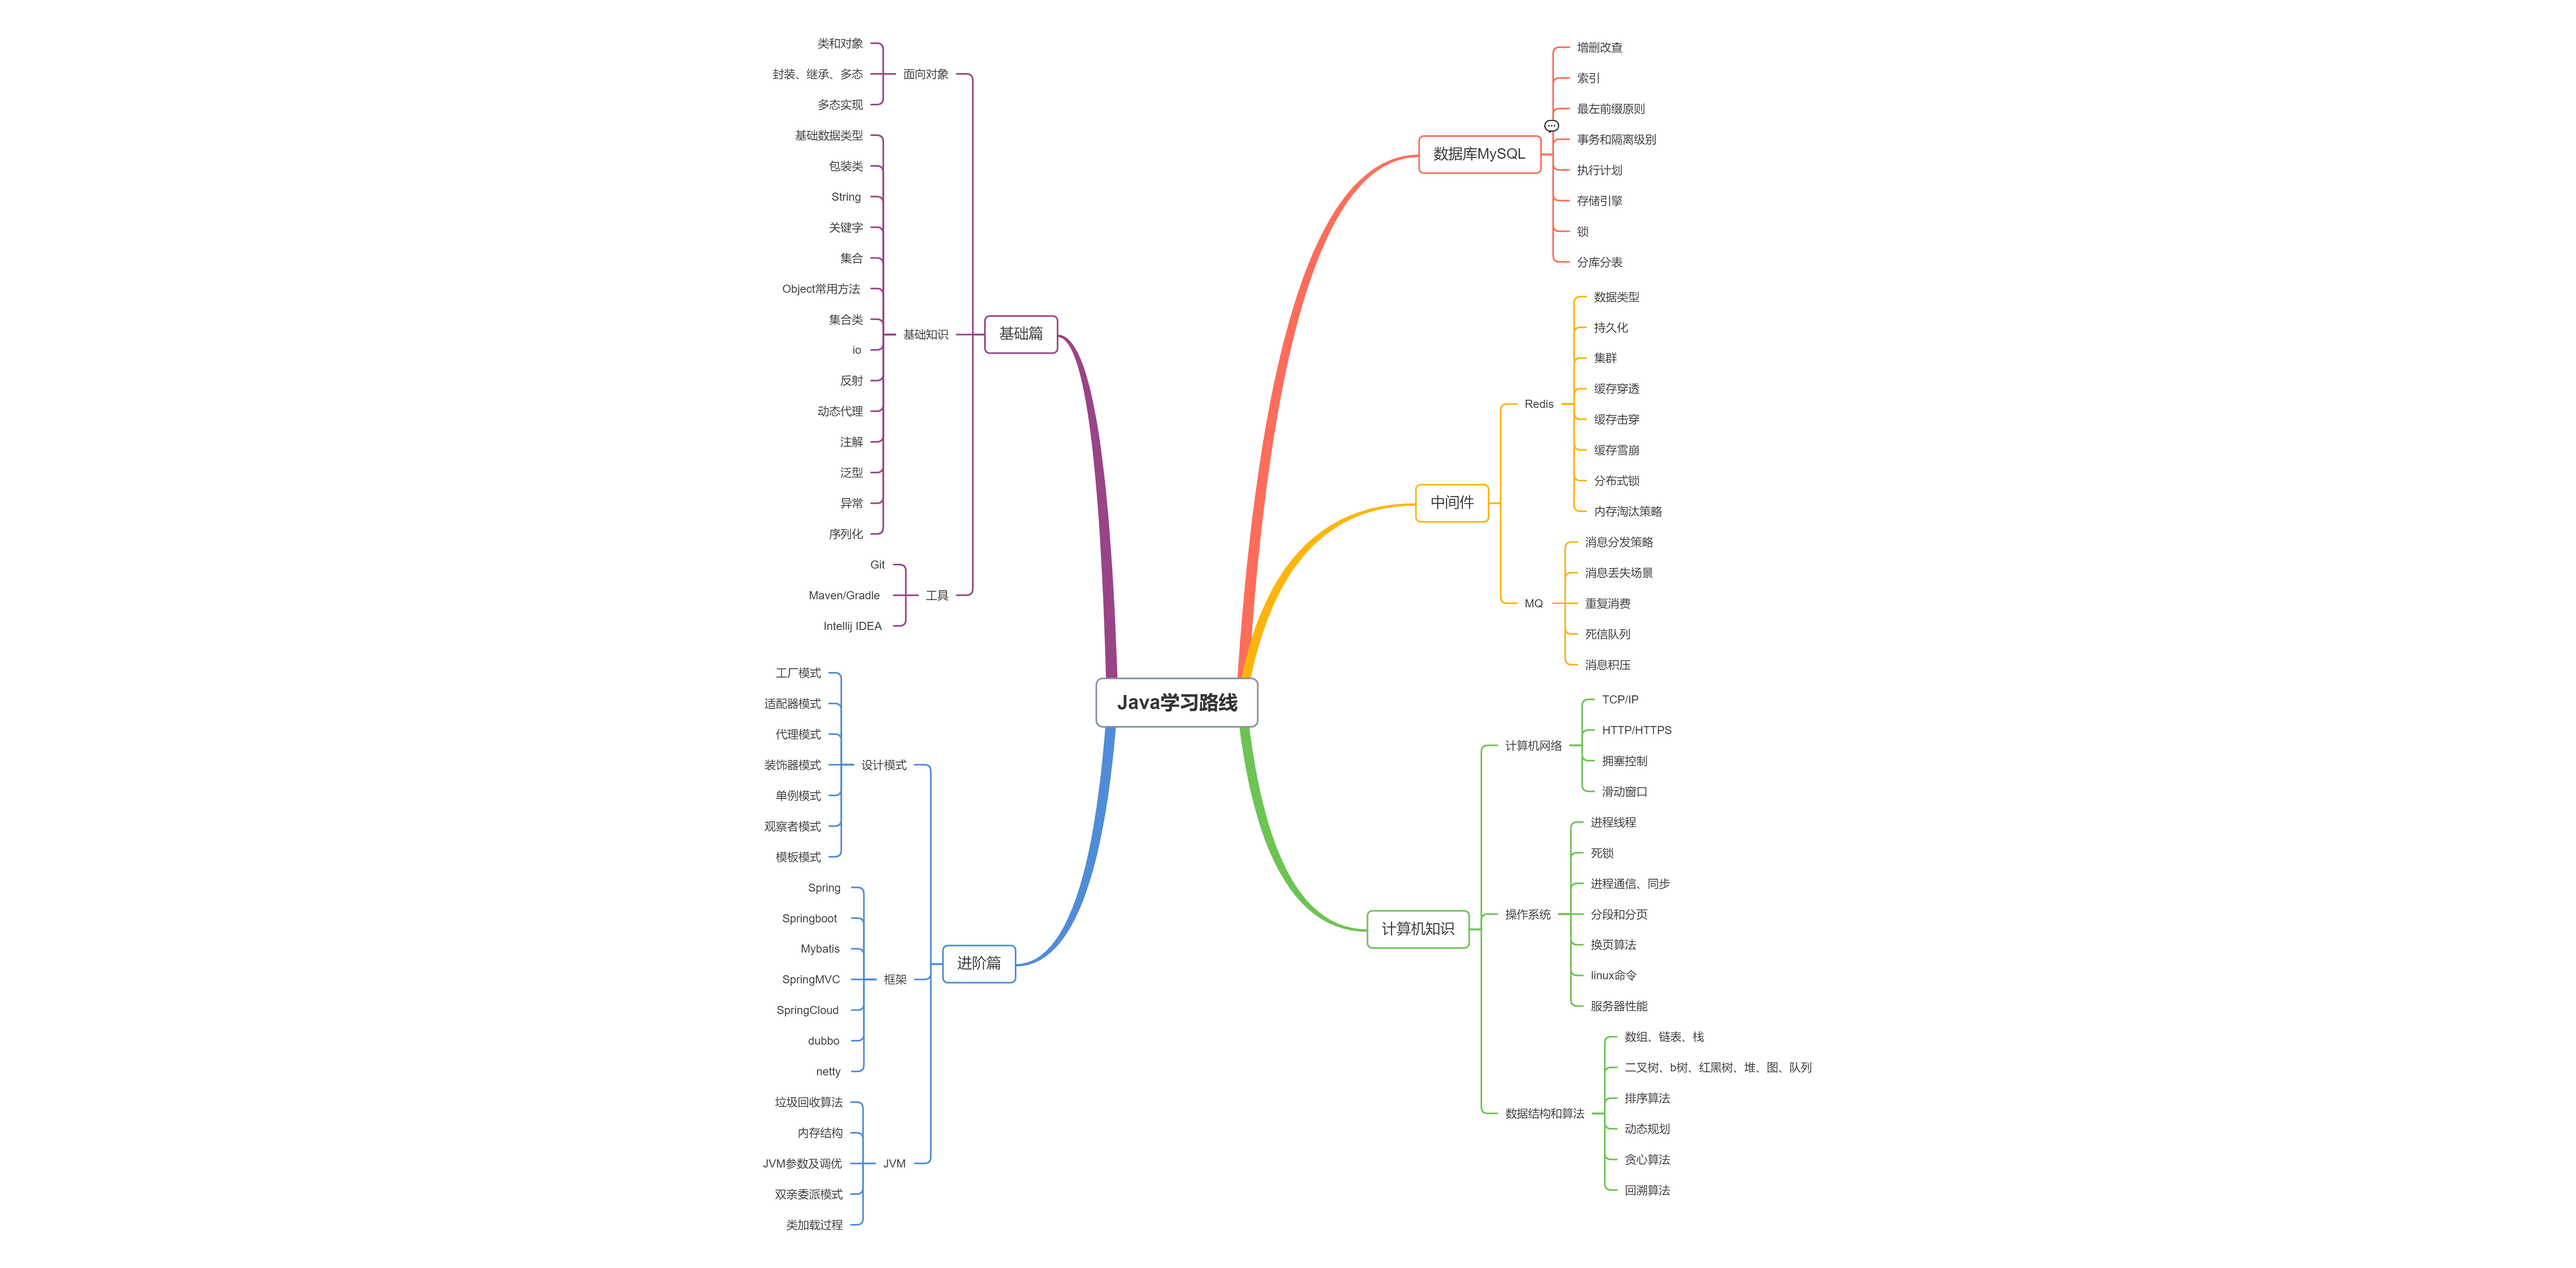 Java学习路线
基础篇
面向对象
类和对象
封装、继承、多态
多态实现
基础知识
基础数据类型
包装类
String
关键字
集合
Object常用方法
集合类
io
反射
动态代理
注解
泛型
异常
序列化
工具
Git
Maven/Gradle
Intellij IDEA
进阶篇
设计模式
工厂模式
适配器模式
代理模式
装饰器模式
单例模式
观察者模式
模板模式
框架
Spring
Springboot
Mybatis
SpringMVC
SpringCloud
dubbo
netty
JVM
垃圾回收算法
内存结构
JVM参数及调优
双亲委派模式
类加载过程
数据库MySQL
增删改查
索引
最左前缀原则
事务和隔离级别
执行计划
存储引擎
锁
分库分表
中间件
Redis
数据类型
持久化
集群
缓存穿透
缓存击穿
缓存雪崩
分布式锁
内存淘汰策略
MQ
消息分发策略
消息丢失场景
重复消费
死信队列
消息积压
计算机知识
计算机网络
TCP/IP
HTTP/HTTPS
拥塞控制
滑动窗口
操作系统
进程线程
死锁
进程通信、同步
分段和分页
换页算法
linux命令
服务器性能
数据结构和算法
数组、链表、栈
二叉树、b树、红黑树、堆、图、队列
排序算法
动态规划
贪心算法
回溯算法